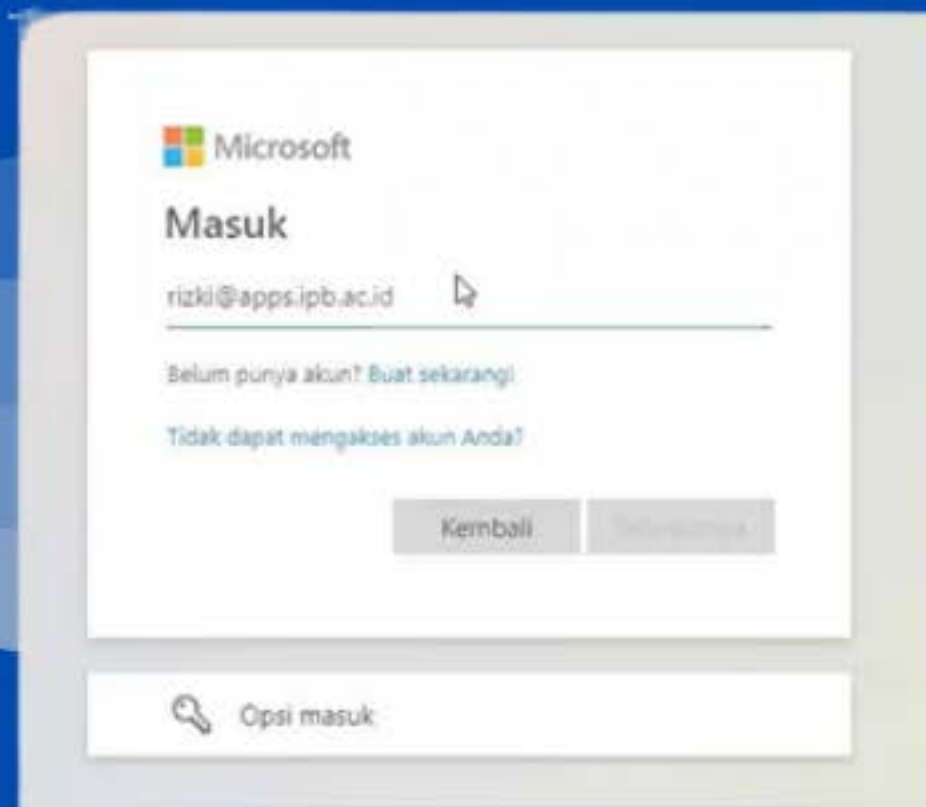 Microsoft
Masuk
rizki@apps.ipb.ac.id
Belum punya akun? Buat sekarang!
Tidak dapat mengakses akun Anda?
Kembali
Opsi masuk